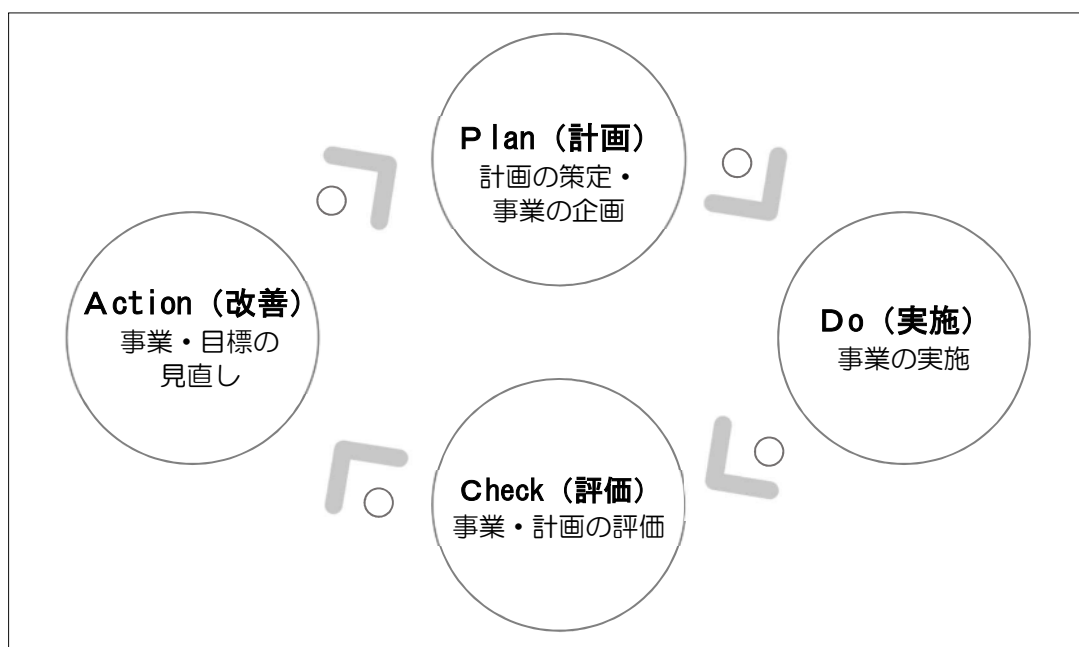 Plan（計画）
計画の策定・
事業の企画
Action（改善）
事業・目標の
見直し
Do（実施）
事業の実施
Check（評価）
事業・計画の評価